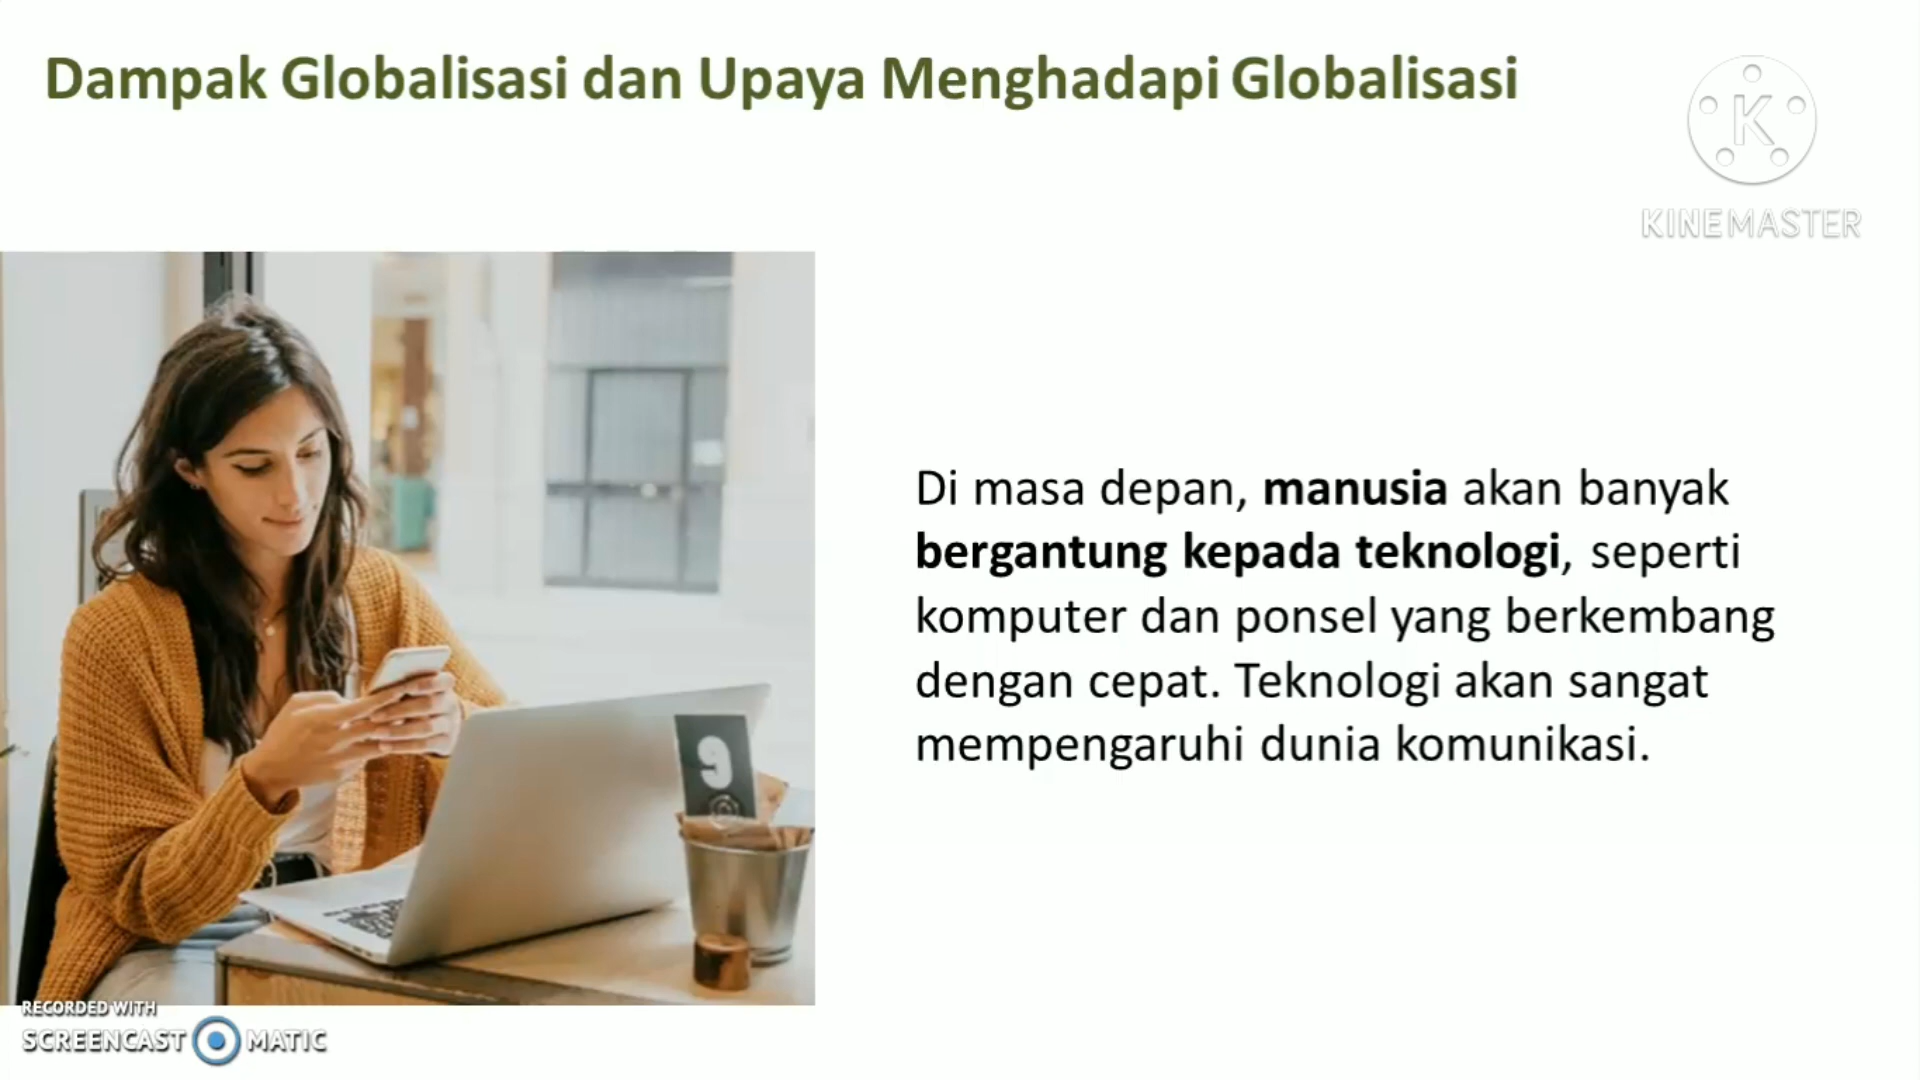 Dampak Globalisasi dan Upaya Menghadapi Globalisasi
K
KINEMASTER
Di masa depan, manusia akan banyak
bergantung kepada teknologi, seperti
komputer dan ponsel yang berkembang
dengan cepat. Teknologi akan sangat
mempengaruhi dunia komunikasi.
9
RECORDED WITH
SCREENCAST MATIC